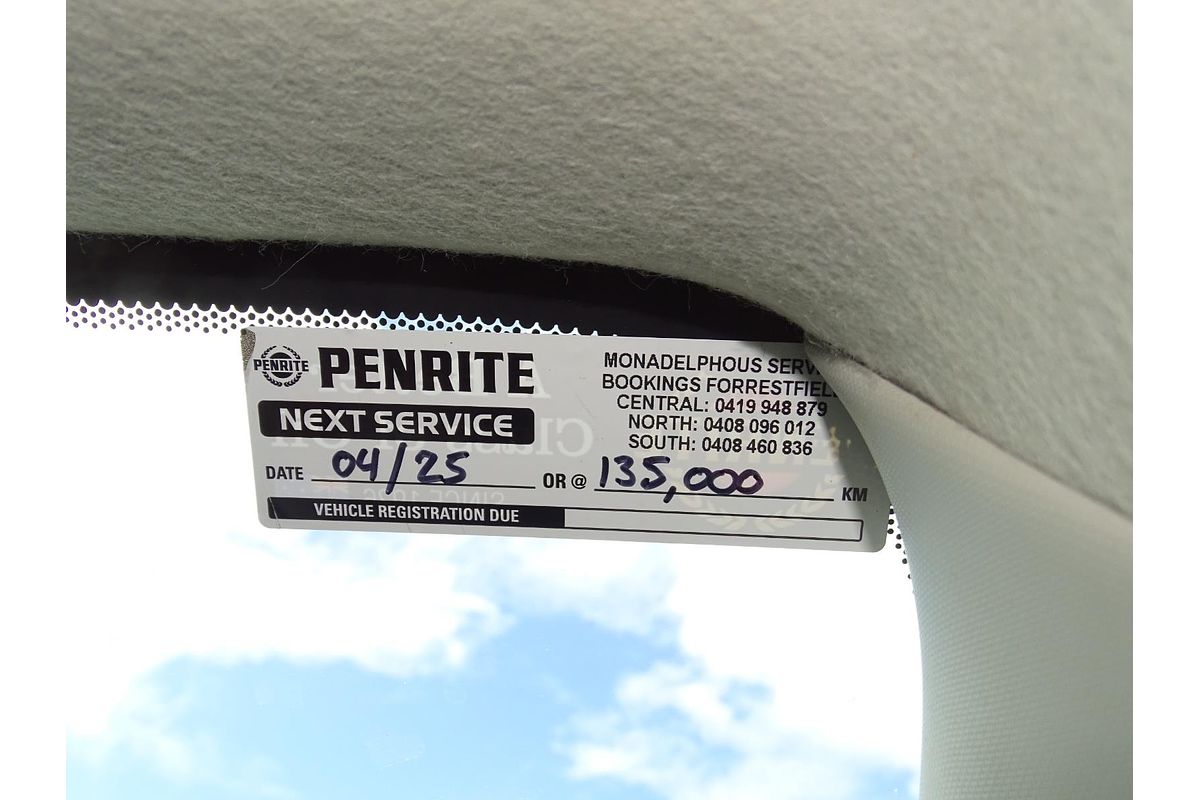 PENRITE
PENRITE
NEXT SERVICE
MONADELPHOUS
BOOKINGS FORRESTFIEL
CENTRAL: 0419 948 879
NORTH: 0408 096 012
SOUTH: 0408 460 836
DATE 04/25 OR @ 135,000 KM
VEHICLE REGISTRATION DUE